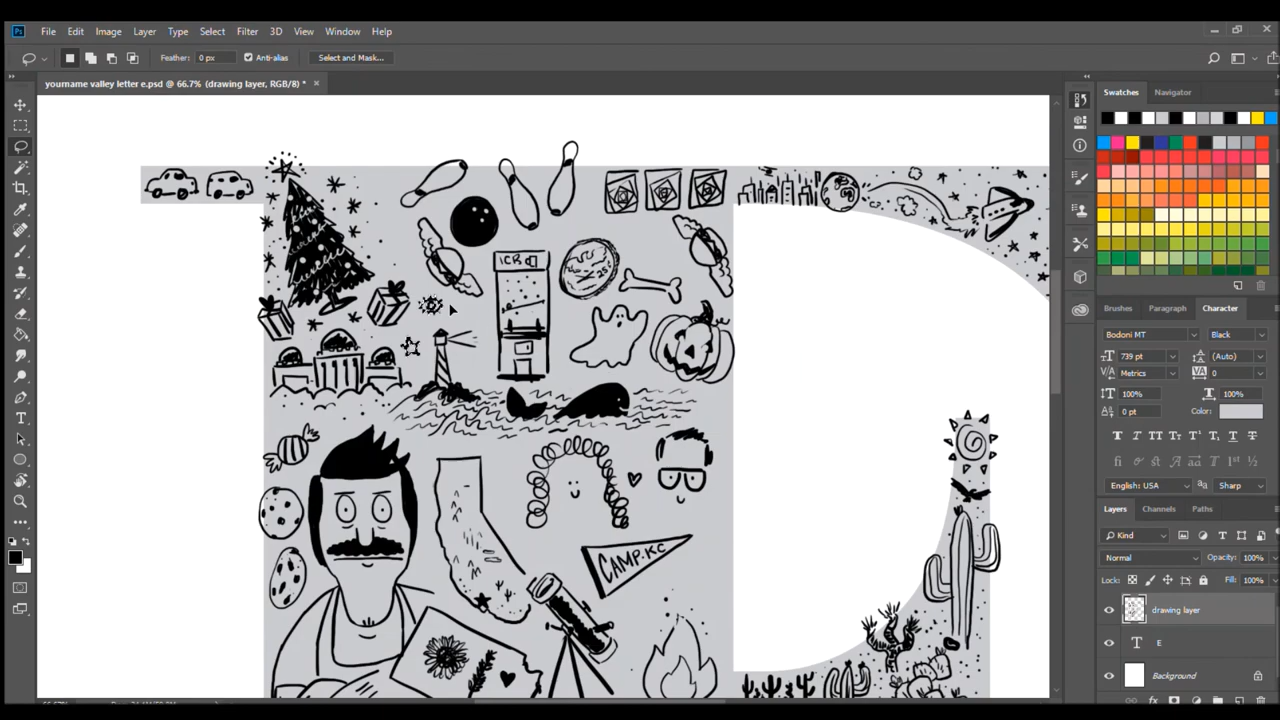 Ps File Edit Image Layer Type Select Filter 3D View Window Help
Feather: 0 px Anti-alias Select and Mask...
yourname valley letter e.psd @ 66.7% (drawing layer, RGB/8) *
Swatches Navigator
Brushes Paragraph Character
Bodoni MT Black
739 pt (Auto)
Metrics 0
100% 100%
0 pt Color:
English: USA Sharp
Layers Channels Paths
Kind
Normal Opacity: 100%
Lock: Fill: 100%
drawing layer
E
Background
25¢
CAMP.KC